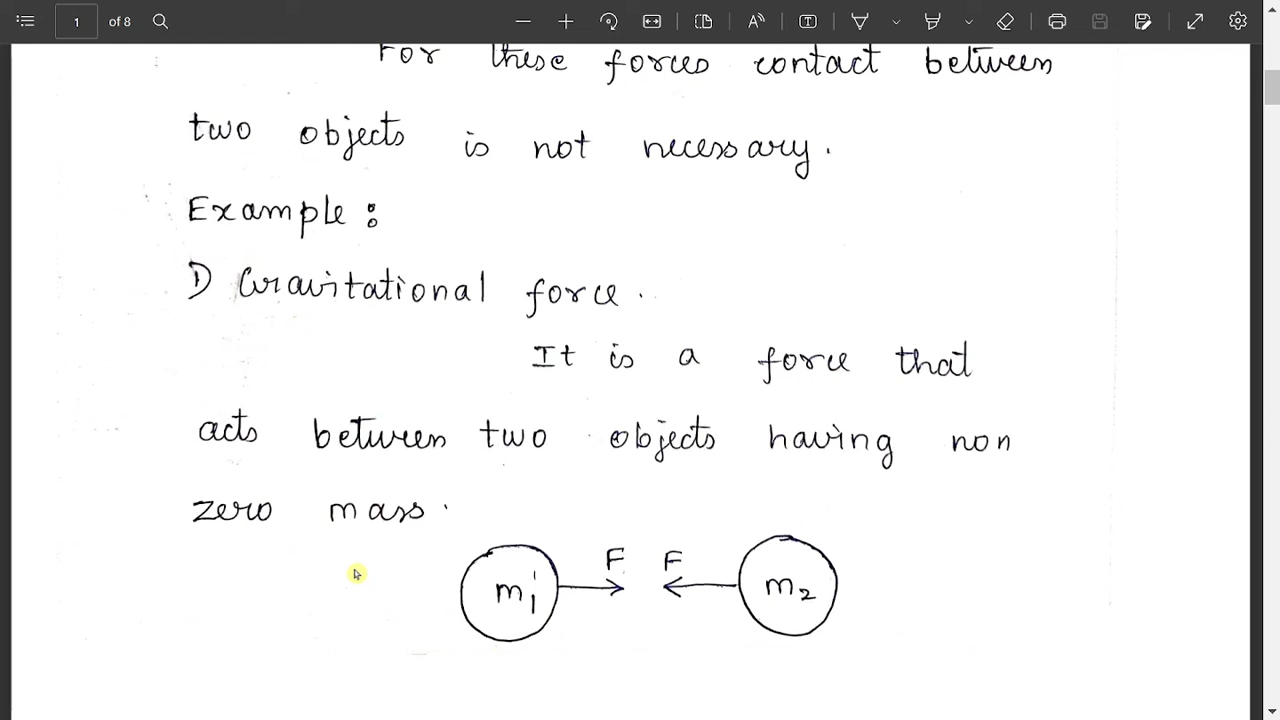 1 of 8
For these forces contact between
two objects is not necessary.
Example :
1) Gravitational force.
It is a force that
acts between two objects having non
zero mass.
F F
m1 m2